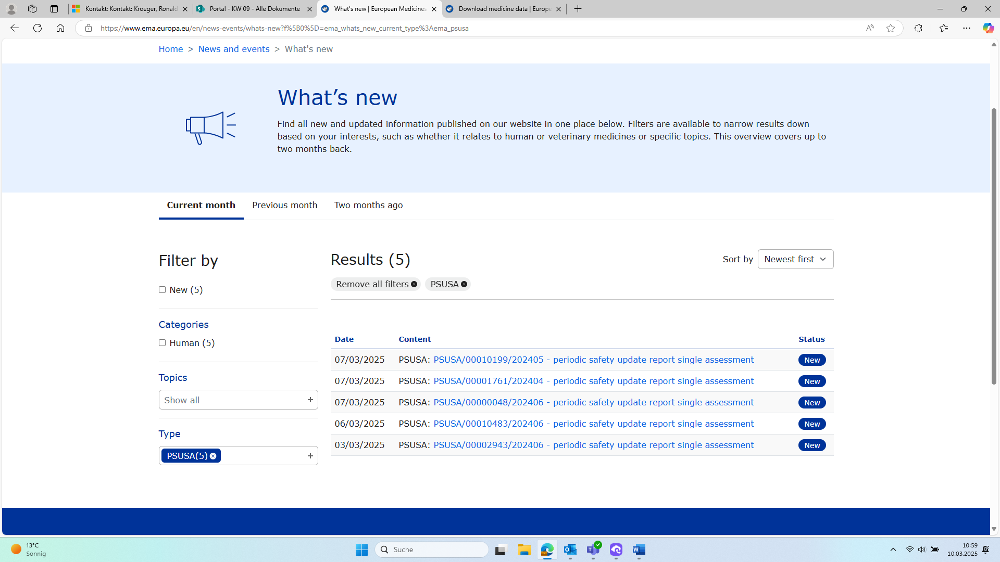 Kontakt: Kontakt: Kroeger, Ronald
Portal - KW 09 - Alle Dokumente
What's new | European Medicines
Download medicine data | Europe
https://www.ema.europa.eu/en/news-events/whats-new?f%5B0%5D=ema_whats_new_current_type%3Aema_psusa
Home > News and events > What's new
What’s new
Find all new and updated information published on our website in one place below. Filters are available to narrow results down
based on your interests, such as whether it relates to human or veterinary medicines or specific topics. This overview covers up to
two months back.
Current month Previous month Two months ago
Filter by
New (5)
Categories
Human (5)
Topics
Show all +
Type
PSUSA(5) +
Results (5)
Sort by Newest first
Remove all filters PSUSA
Date Content Status
07/03/2025 PSUSA: PSUSA/00010199/202405 - periodic safety update report single assessment New
07/03/2025 PSUSA: PSUSA/00001761/202404 - periodic safety update report single assessment New
07/03/2025 PSUSA: PSUSA/00000048/202406 - periodic safety update report single assessment New
06/03/2025 PSUSA: PSUSA/00010483/202406 - periodic safety update report single assessment New
03/03/2025 PSUSA: PSUSA/00002943/202406 - periodic safety update report single assessment New
13°C
Sonnig
Suche
10:59
10.03.2025